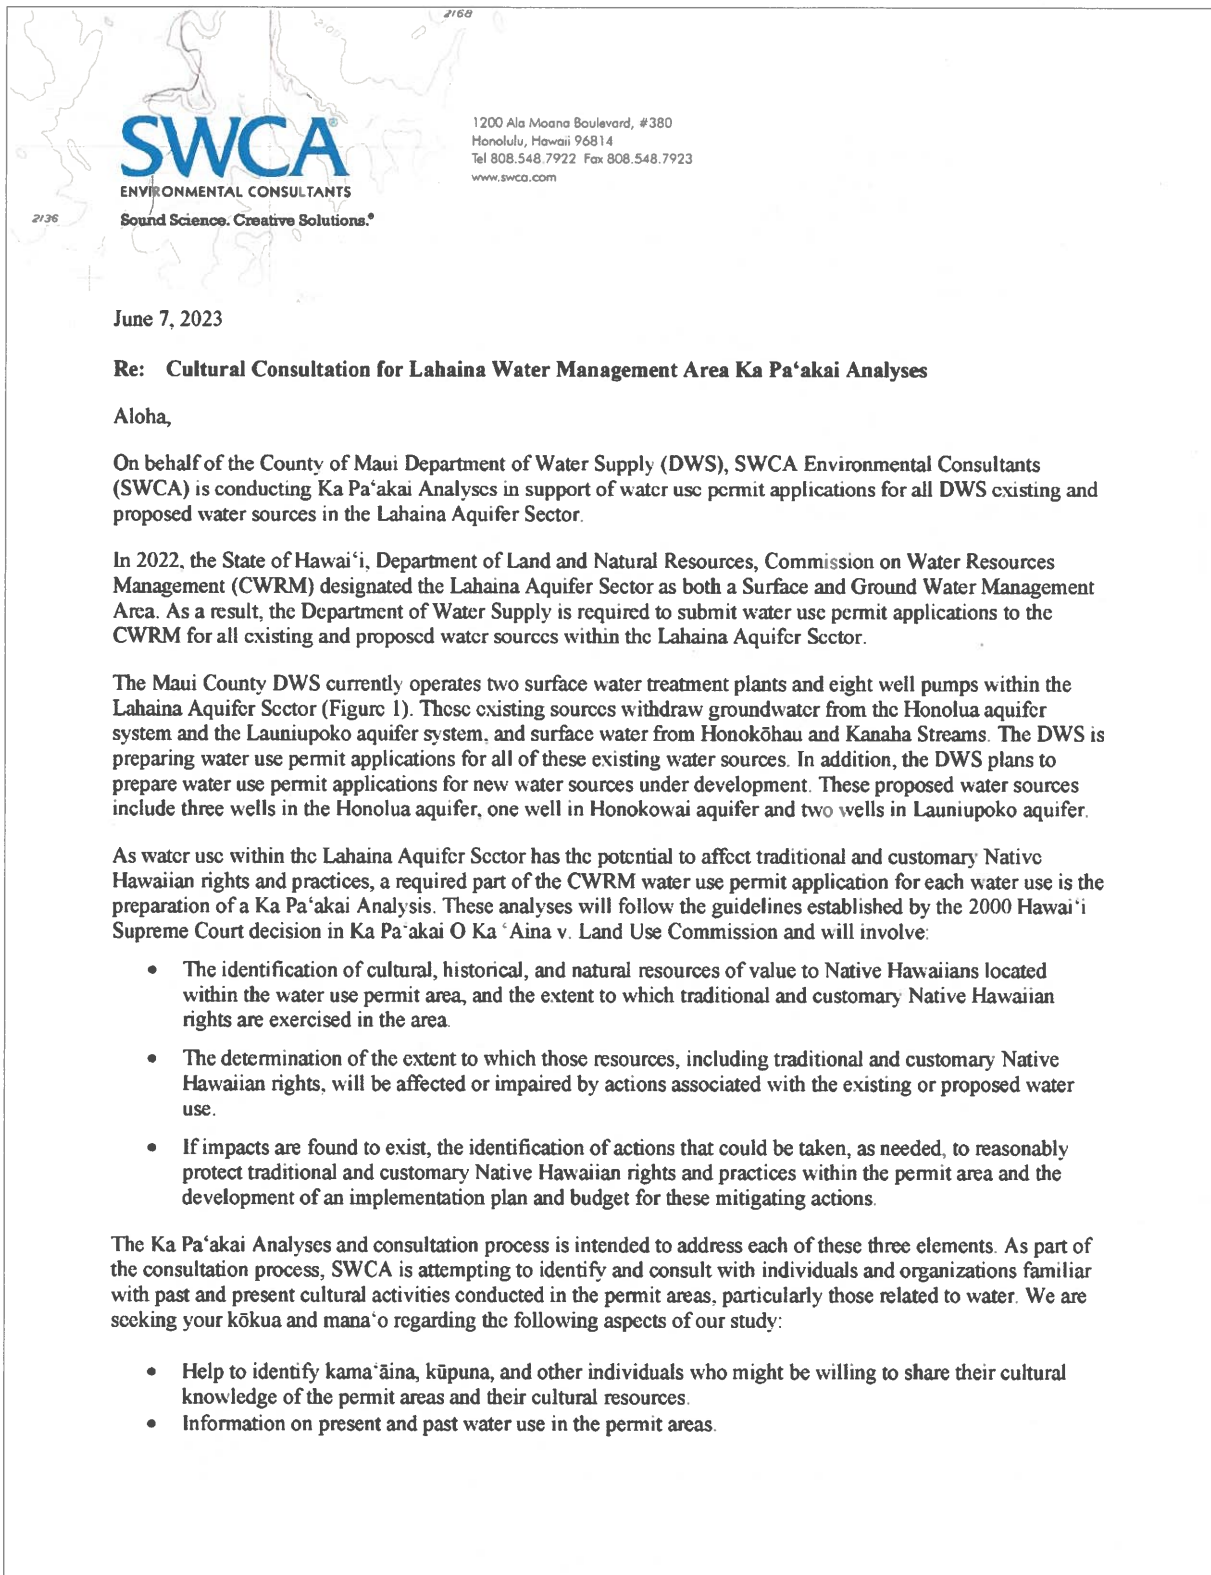 2168
SWCA®
ENVIRONMENTAL CONSULTANTS
Sound Science. Creative Solutions.®
2136
1200 Ala Moana Boulevard, #380
Honolulu, Hawaii 96814
Tel 808.548.7922 Fax 808.548.7923
www.swca.com
June 7, 2023
Re: Cultural Consultation for Lahaina Water Management Area Ka Pa‘akai Analyses
Aloha,
On behalf of the County of Maui Department of Water Supply (DWS), SWCA Environmental Consultants
(SWCA) is conducting Ka Pa‘akai Analyses in support of water use permit applications for all DWS existing and
proposed water sources in the Lahaina Aquifer Sector.
In 2022, the State of Hawai‘i, Department of Land and Natural Resources, Commission on Water Resources
Management (CWRM) designated the Lahaina Aquifer Sector as both a Surface and Ground Water Management
Area. As a result, the Department of Water Supply is required to submit water use permit applications to the
CWRM for all existing and proposed water sources within the Lahaina Aquifer Sector.
The Maui County DWS currently operates two surface water treatment plants and eight well pumps within the
Lahaina Aquifer Sector (Figure 1). These existing sources withdraw groundwater from the Honolua aquifer
system and the Launiupoko aquifer system, and surface water from Honokōhau and Kanaha Streams. The DWS is
preparing water use permit applications for all of these existing water sources. In addition, the DWS plans to
prepare water use permit applications for new water sources under development. These proposed water sources
include three wells in the Honolua aquifer, one well in Honokowai aquifer and two wells in Launiupoko aquifer.
As water use within the Lahaina Aquifer Sector has the potential to affect traditional and customary Native
Hawaiian rights and practices, a required part of the CWRM water use permit application for each water use is the
preparation of a Ka Pa‘akai Analysis. These analyses will follow the guidelines established by the 2000 Hawai‘i
Supreme Court decision in Ka Pa‘akai O Ka ‘Aina v. Land Use Commission and will involve:
• The identification of cultural, historical, and natural resources of value to Native Hawaiians located
within the water use permit area, and the extent to which traditional and customary Native Hawaiian
rights are exercised in the area.
• The determination of the extent to which those resources, including traditional and customary Native
Hawaiian rights, will be affected or impaired by actions associated with the existing or proposed water
use.
• If impacts are found to exist, the identification of actions that could be taken, as needed, to reasonably
protect traditional and customary Native Hawaiian rights and practices within the permit area and the
development of an implementation plan and budget for these mitigating actions.
The Ka Pa‘akai Analyses and consultation process is intended to address each of these three elements. As part of
the consultation process, SWCA is attempting to identify and consult with individuals and organizations familiar
with past and present cultural activities conducted in the permit areas, particularly those related to water. We are
seeking your kōkua and mana‘o regarding the following aspects of our study:
• Help to identify kama‘āina, kūpuna, and other individuals who might be willing to share their cultural
knowledge of the permit areas and their cultural resources.
• Information on present and past water use in the permit areas.